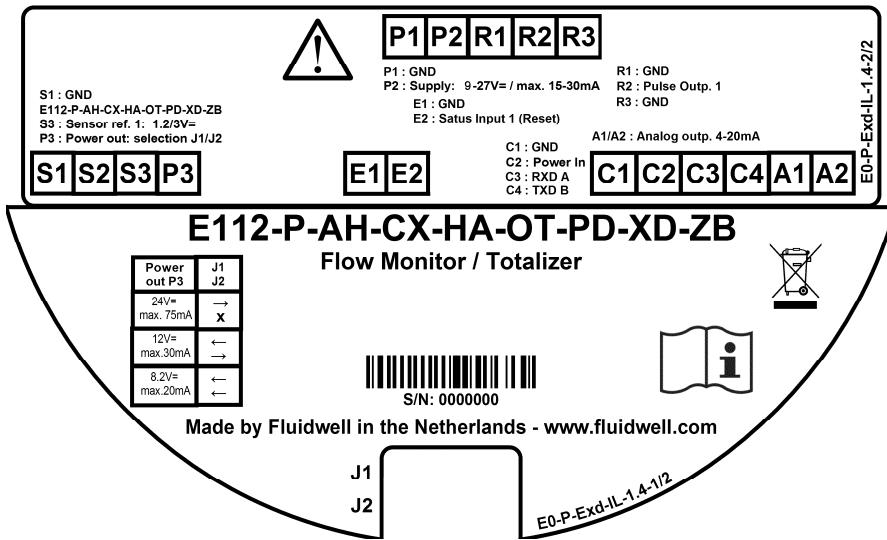 P1 P2 R1 R2 R3
P1 : GND
P2 : Supply: 9-27V= / max. 15-30mA
E1 : GND
E2 : Satus Input 1 (Reset)
R1 : GND
R2 : Pulse Outp. 1
R3 : GND
S1 : GND
E112-P-AH-CX-HA-OT-PD-XD-ZB
S3 : Sensor ref. 1: 1.2/3V=
P3 : Power out: selection J1/J2
C1 : GND
C2 : Power In
C3 : RXD A
C4 : TXD B
A1/A2 : Analog outp. 4-20mA
S1 S2 S3 P3
E1 E2
C1 C2 C3 C4 A1 A2
E0-P-Exd-IL-1.4-2/2
E112-P-AH-CX-HA-OT-PD-XD-ZB
Flow Monitor / Totalizer
Power J1
out P3 J2
24V= →
max. 75mA x
12V= ←
max.30mA →
8.2V= ←
max.20mA ←
i
S/N: 0000000
Made by Fluidwell in the Netherlands - www.fluidwell.com
J1
J2
E0-P-Exd-IL-1.4-1/2